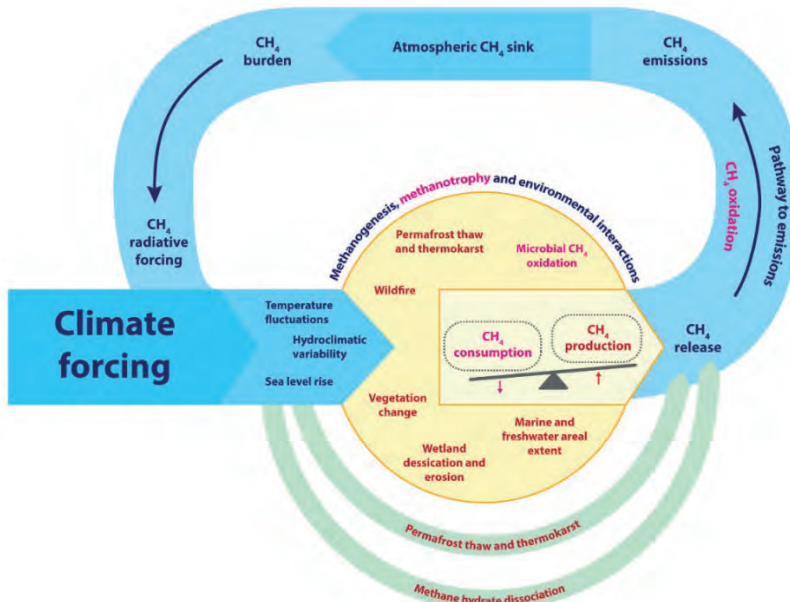 CH4
burden
Atmospheric CH4 sink
CH4
emissions
CH4
radiative forcing
Methanogenesis, methanotrophy and environmental interactions
CH4 oxidation
Pathway to emissions
Permafrost thaw
and thermokarst
Microbial CH4
oxidation
Wildfire
Climate
forcing
Temperature
fluctuations
Hydroclimatic
variability
Sea level rise
CH4
consumption
CH4
production
CH4
release
Vegetation
change
Marine and
freshwater areal
extent
Wetland
dessication and
erosion
Permafrost thaw and thermokarst
Methane hydrate dissociation